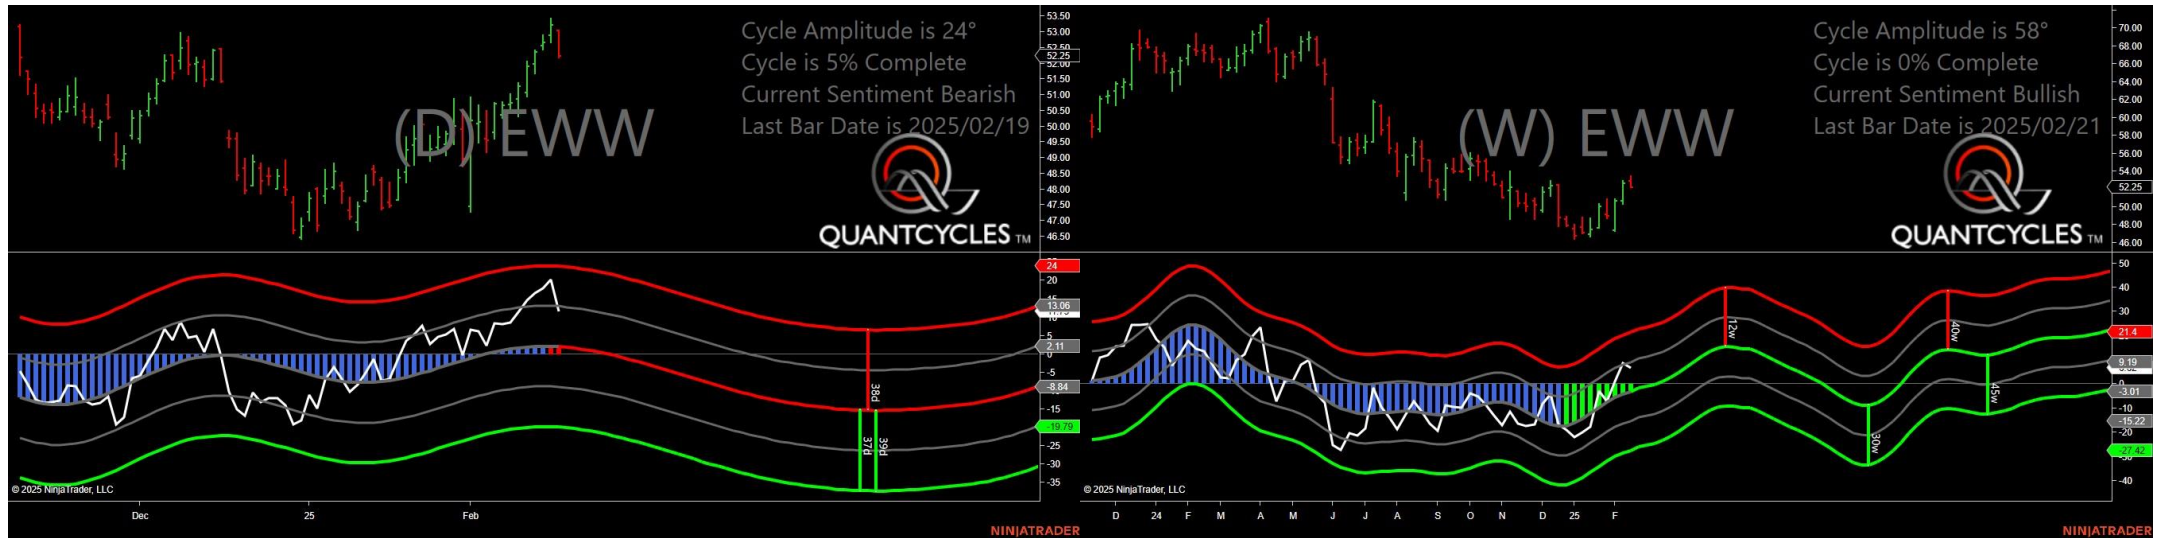 Cycle Amplitude is 24°
Cycle is 5% Complete
Current Sentiment Bearish
Last Bar Date is 2025/02/19
(D) EWW
QUANTCYCLES TM
53.50
53.00
52.50
52.25
52.00
51.50
51.00
50.50
50.00
49.50
49.00
48.50
48.00
47.50
47.00
46.50
24
20
13.06
5
2.11
0
-5
-8.84
-15
-19.79
-25
-30
-35
38d
37d
39d
© 2025 NinjaTrader, LLC
Dec
25
Feb
NINJATRADER
Cycle Amplitude is 58°
Cycle is 0% Complete
Current Sentiment Bullish
Last Bar Date is 2025/02/21
(W) EWW
QUANTCYCLES TM
70.00
68.00
66.00
64.00
62.00
60.00
58.00
56.00
54.00
52.25
50.00
48.00
46.00
50
40
30
21.4
9.19
-3.01
-10
-15.22
-20
-27.42
-40
12w
40w
30w
45w
© 2025 NinjaTrader, LLC
D
24
F
M
A
M
J
J
A
S
O
N
D
25
F
NINJATRADER